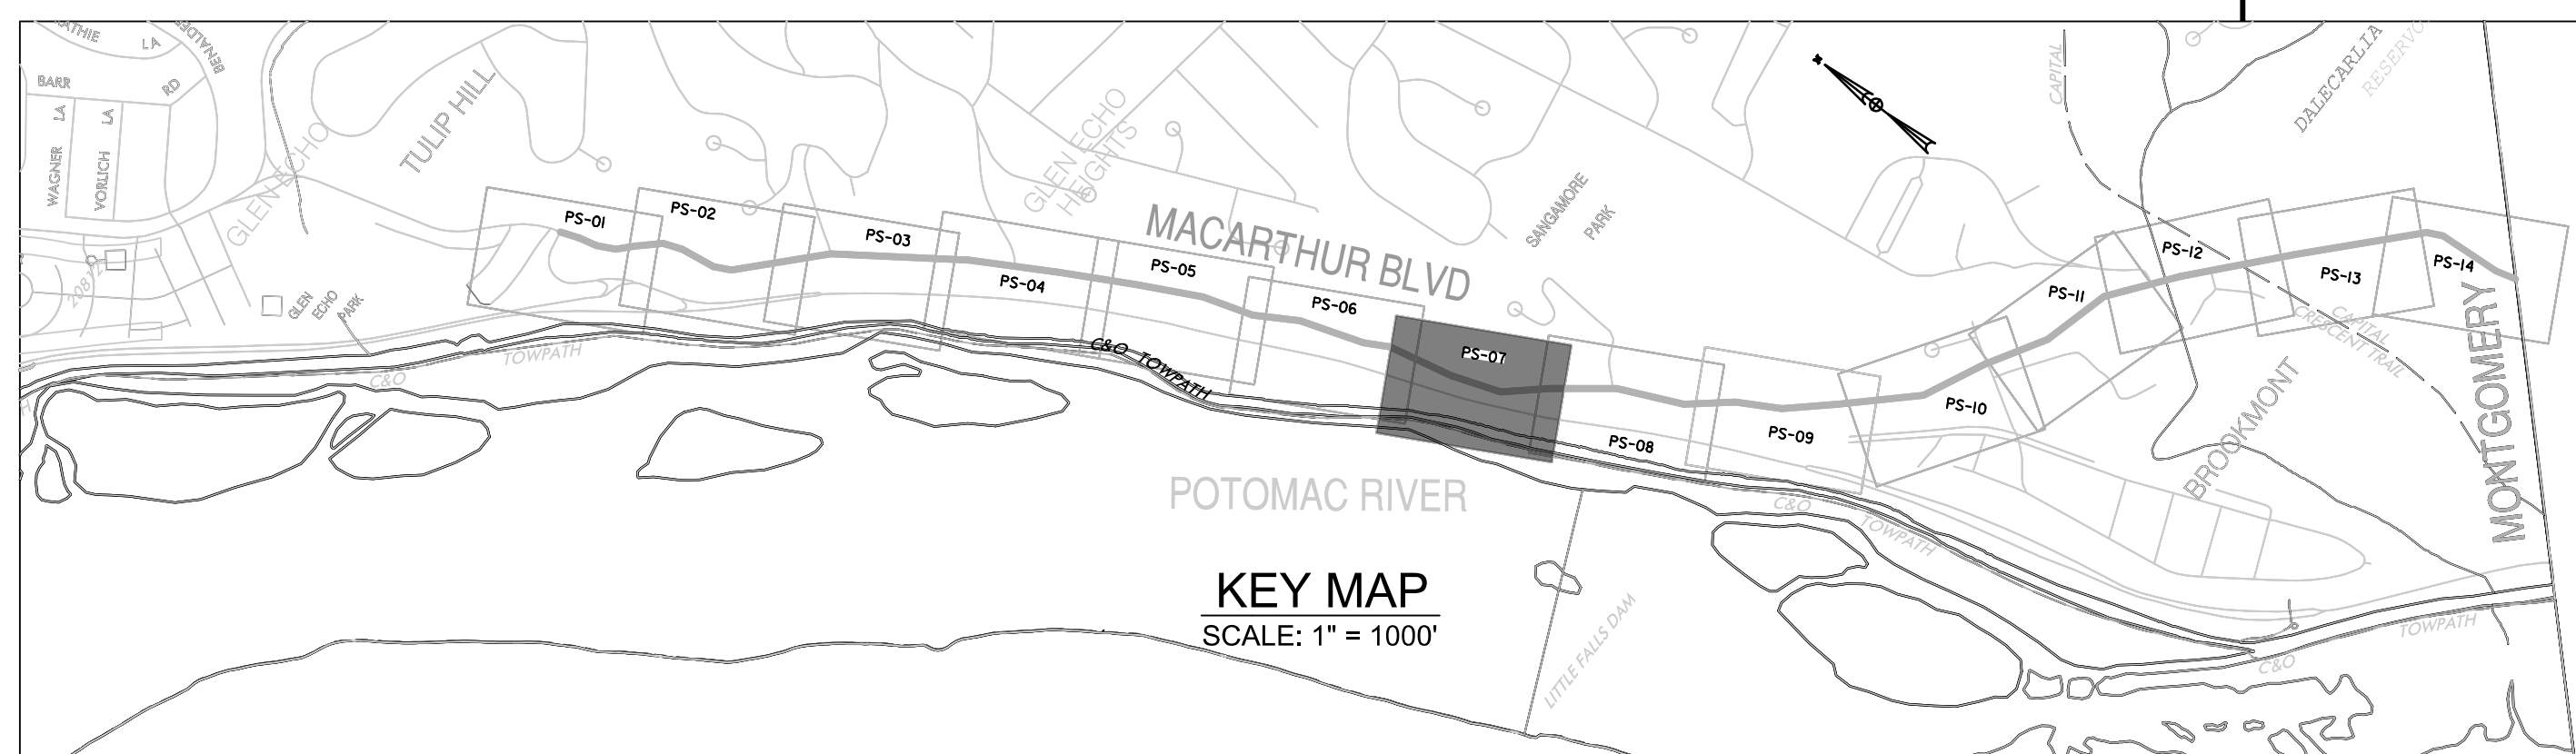 LA
BENALDER
BARR
RD
WAGNER
LA
VORLICH
LA
TULIP HILL
GLEN ECHO
GLEN
ECHO
PARK
20812
GLEN ECHO
HEIGHTS
MACARTHUR BLVD
SANGAMORE
PARK
CAPITAL
DALECARLIA
RESERVO
PS-01
PS-02
PS-03
PS-04
PS-05
PS-06
PS-07
PS-08
PS-09
PS-10
PS-11
PS-12
PS-13
PS-14
CAPITAL
CRESCENT TRAIL
BROOKMONT
MONTGOMERY
C&O
TOWPATH
C&O TOWPATH
C&O
TOWPATH
C&O
TOWPATH
POTOMAC RIVER
LITTLE FALLS DAM
KEY MAP
SCALE: 1" = 1000'